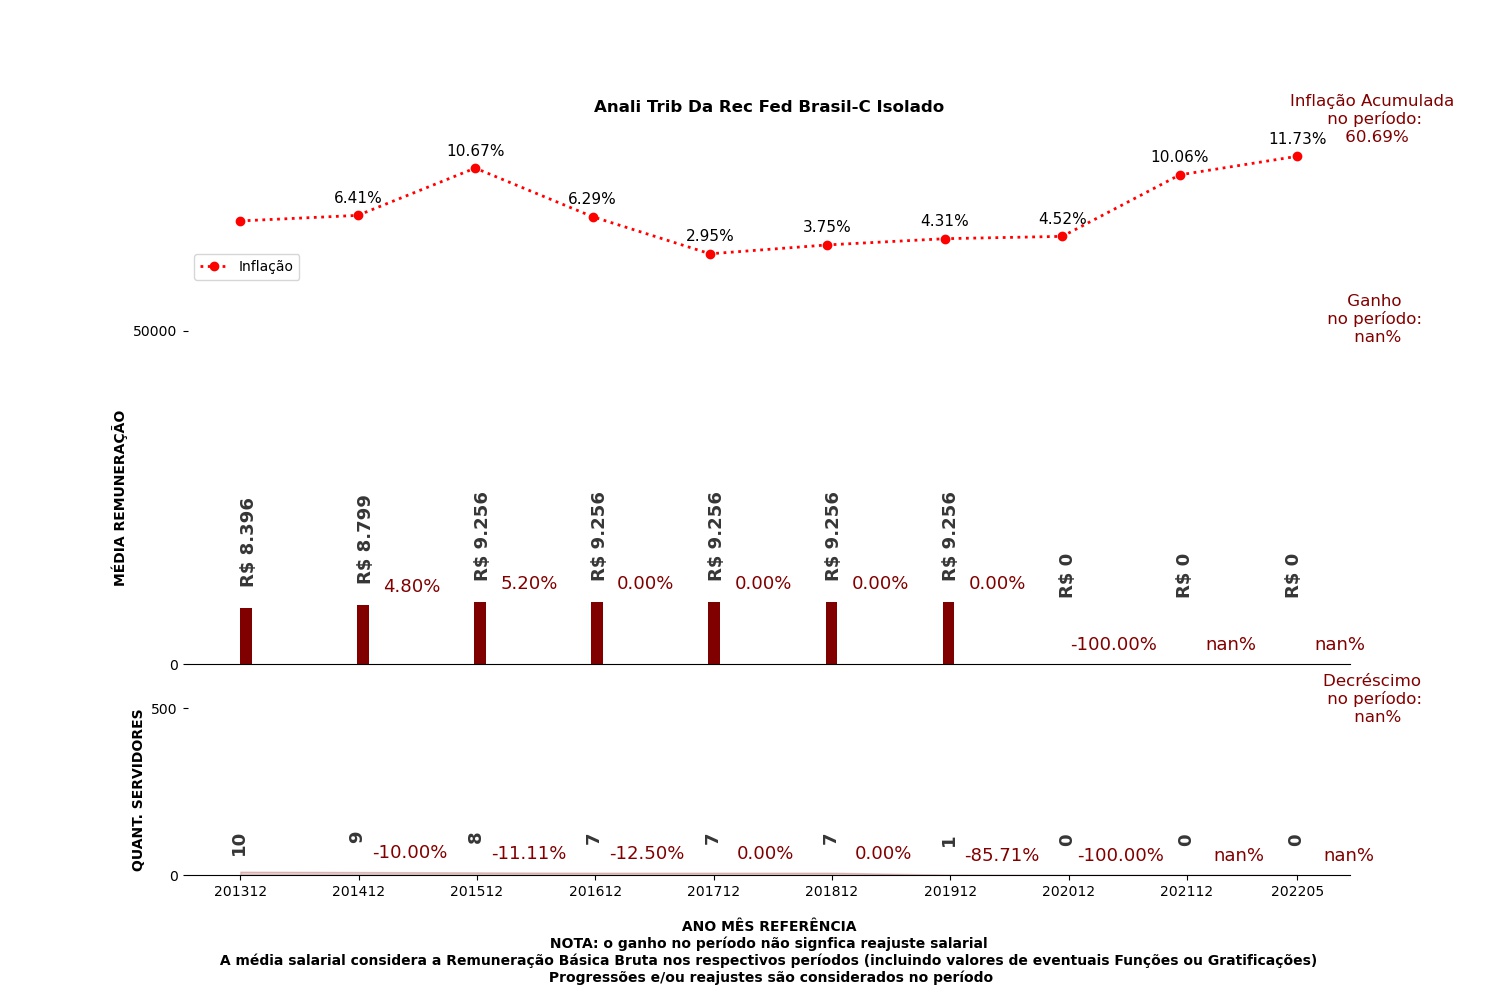 Anali Trib Da Rec Fed Brasil-C Isolado
Inflação Acumulada
no período:
60.69%
6.41%
10.67%
6.29%
2.95%
3.75%
4.31%
4.52%
10.06%
11.73%
Inflação
Ganho
no período:
nan%
50000
0
MÉDIA REMUNERAÇÃO
R$ 8.396
R$ 8.799
R$ 9.256
R$ 9.256
R$ 9.256
R$ 9.256
R$ 9.256
R$ 0
R$ 0
R$ 0
4.80%
5.20%
0.00%
0.00%
0.00%
0.00%
-100.00%
nan%
nan%
Decréscimo
no período:
nan%
500
0
QUANT. SERVIDORES
10
9
8
7
7
7
1
0
0
0
-10.00%
-11.11%
-12.50%
0.00%
0.00%
-85.71%
-100.00%
nan%
nan%
201312
201412
201512
201612
201712
201812
201912
202012
202112
202205
ANO MÊS REFERÊNCIA
NOTA: o ganho no período não signfica reajuste salarial
A média salarial considera a Remuneração Básica Bruta nos respectivos períodos (incluindo valores de eventuais Funções ou Gratificações)
Progressões e/ou reajustes são considerados no período